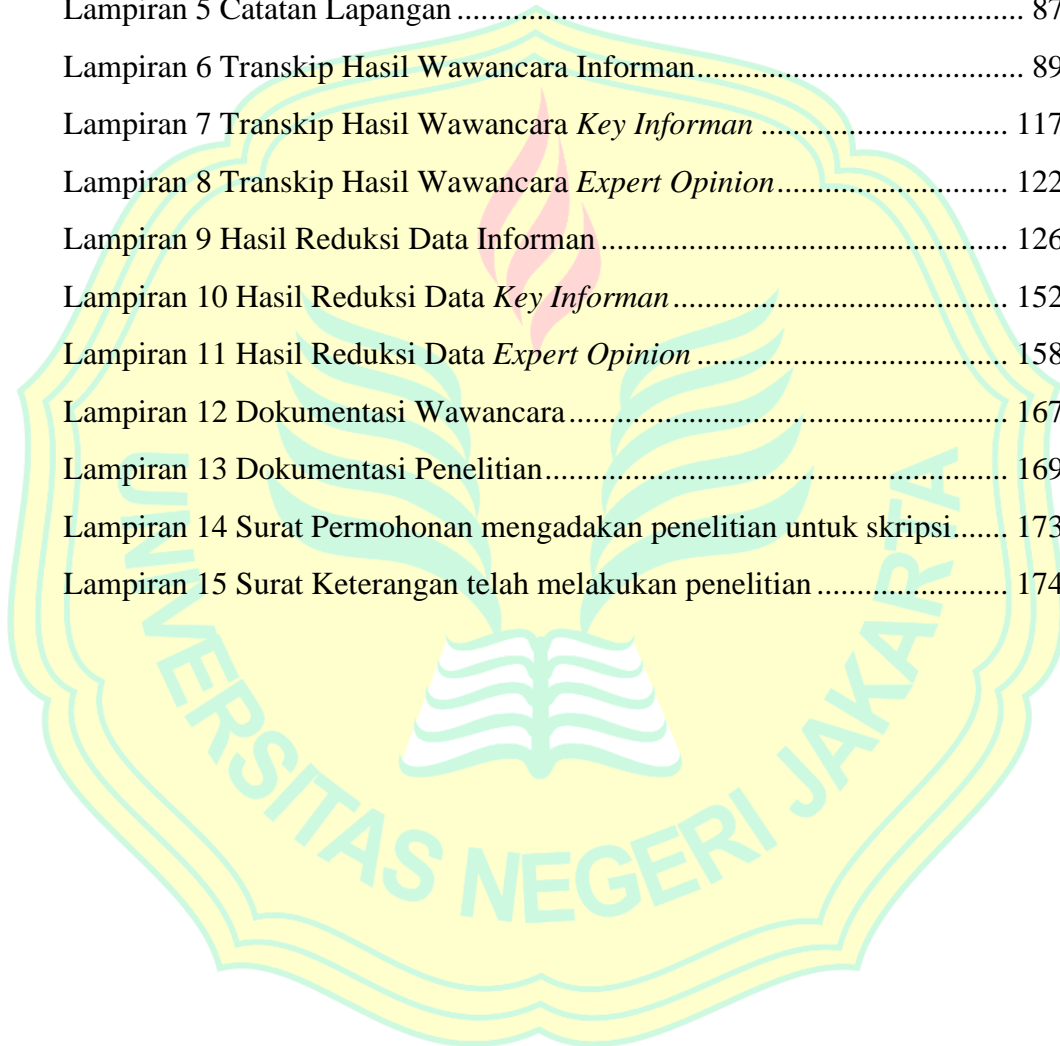 Lampiran 5 Catatan Lapangan ........................................................................ 87
Lampiran 6 Transkip Hasil Wawancara Informan......................................... 89
Lampiran 7 Transkip Hasil Wawancara Key Informan ............................... 117
Lampiran 8 Transkip Hasil Wawancara Expert Opinion............................. 122
Lampiran 9 Hasil Reduksi Data Informan ................................................... 126
Lampiran 10 Hasil Reduksi Data Key Informan .......................................... 152
Lampiran 11 Hasil Reduksi Data Expert Opinion ....................................... 158
Lampiran 12 Dokumentasi Wawancara ....................................................... 167
Lampiran 13 Dokumentasi Penelitian.......................................................... 169
Lampiran 14 Surat Permohonan mengadakan penelitian untuk skripsi....... 173
Lampiran 15 Surat Keterangan telah melakukan penelitian ........................ 174
UNIVERSITAS NEGERI JAKARTA